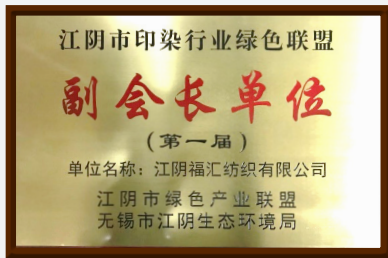 江阴市印染行业绿色联盟
副会长单位
(第一届)
单位名称：江阴福汇纺织有限公司
江阴市绿色产业联盟
无锡市江阴生态环境局